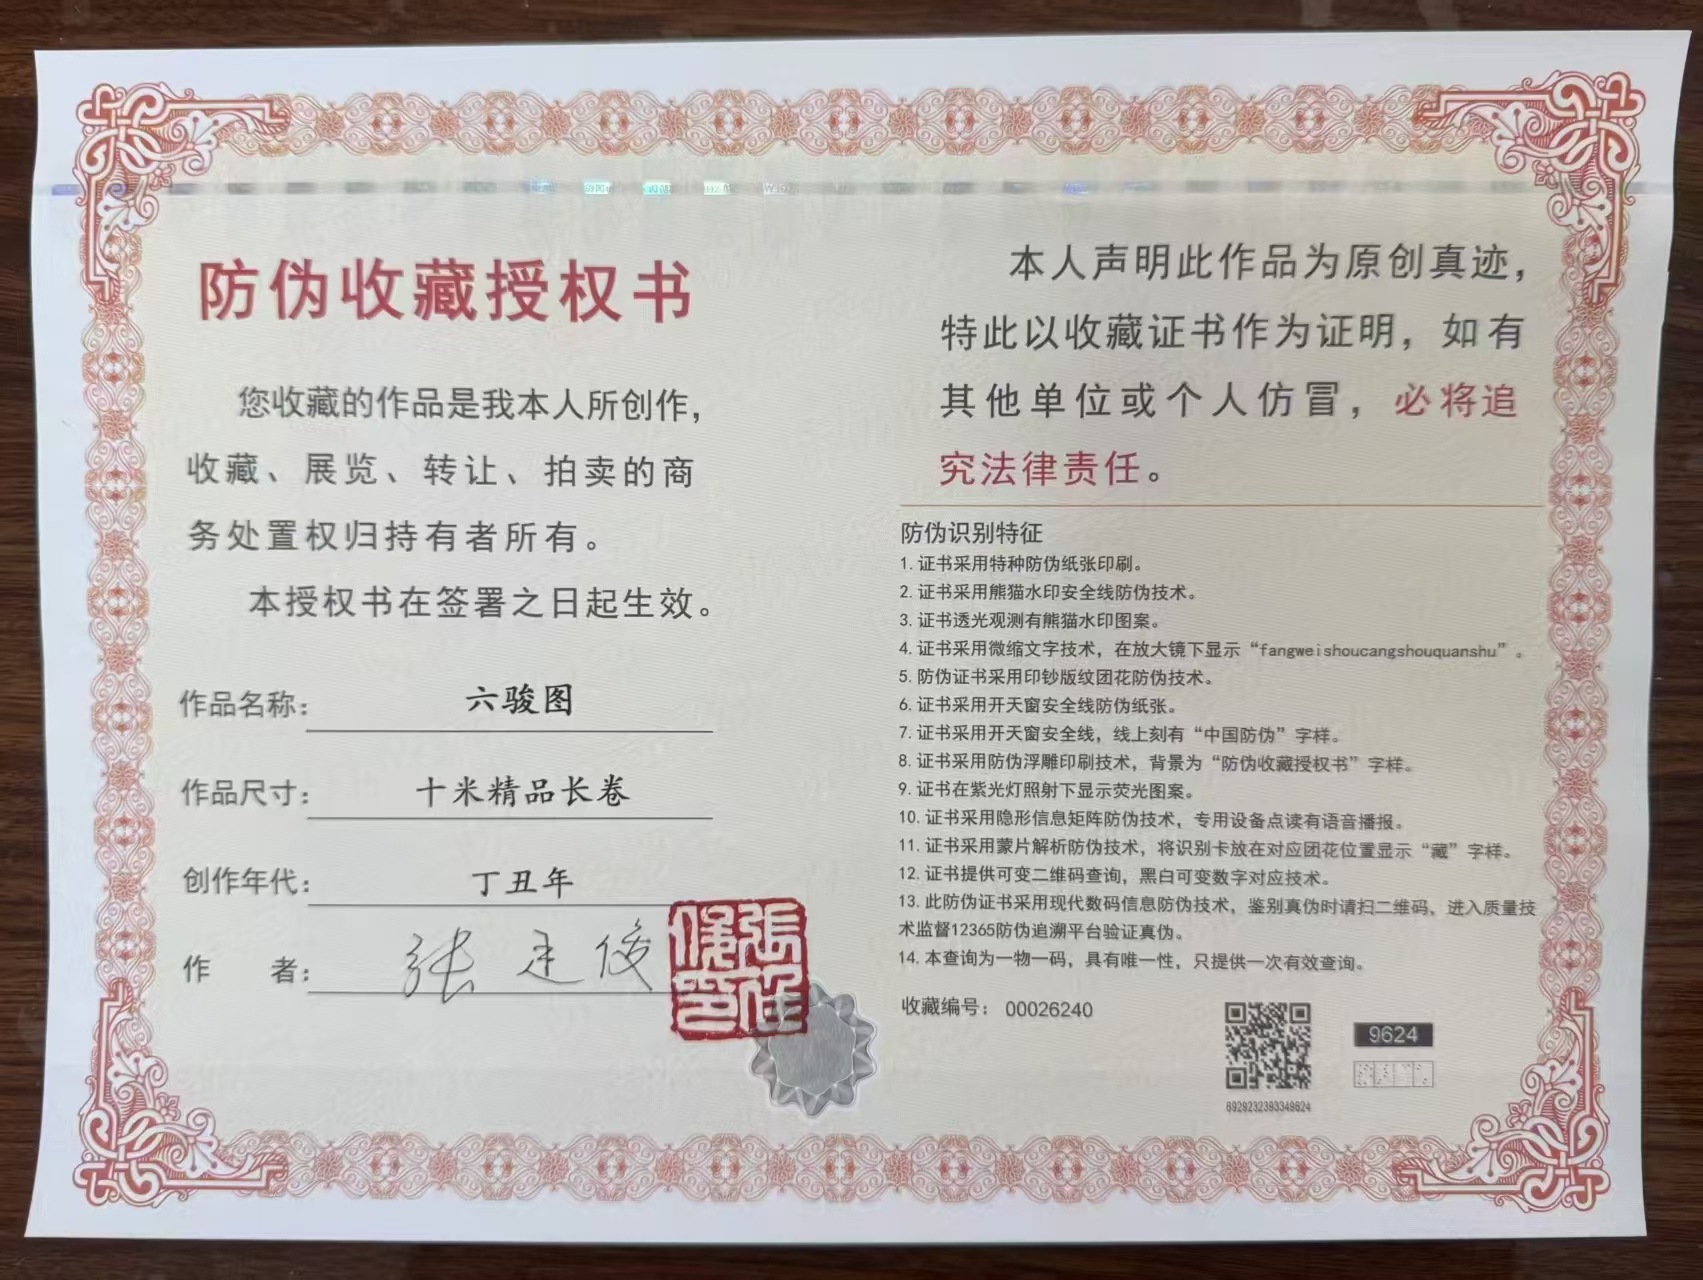 防伪收藏授权书
您收藏的作品是我本人所创作，
收藏、展览、转让、拍卖的商
务处置权归持有者所有。
本授权书在签署之日起生效。
作品名称：六骏图
作品尺寸：十米精品长卷
创作年代：丁丑年
作 者：张建俊
本人声明此作品为原创真迹，
特此以收藏证书作为证明，如有
其他单位或个人仿冒，必将追
究法律责任。
防伪识别特征
1. 证书采用特种防伪纸张印刷。
2. 证书采用熊猫水印安全线防伪技术。
3. 证书透光观测有熊猫水印图案。
4. 证书采用微缩文字技术，在放大镜下显示“fangweishoucangshouquanshu”。
5. 防伪证书采用印钞版纹团花防伪技术。
6. 证书采用开天窗安全线防伪纸张。
7. 证书采用开天窗安全线，线上刻有“中国防伪”字样。
8. 证书采用防伪浮雕印刷技术，背景为“防伪收藏授权书”字样。
9. 证书在紫光灯照射下显示荧光图案。
10. 证书采用隐形信息矩阵防伪技术，专用设备点读有语音播报。
11. 证书采用蒙片解析防伪技术，将识别卡放在对应团花位置显示“藏”字样。
12. 证书提供可变二维码查询，黑白可变数字对应技术。
13. 此防伪证书采用现代数码信息防伪技术，鉴别真伪时请扫二维码，进入质量技
术监督12365防伪追溯平台验证真伪。
14. 本查询为一物一码，具有唯一性，只提供一次有效查询。
收藏编号： 00026240
9624
6929232393349624